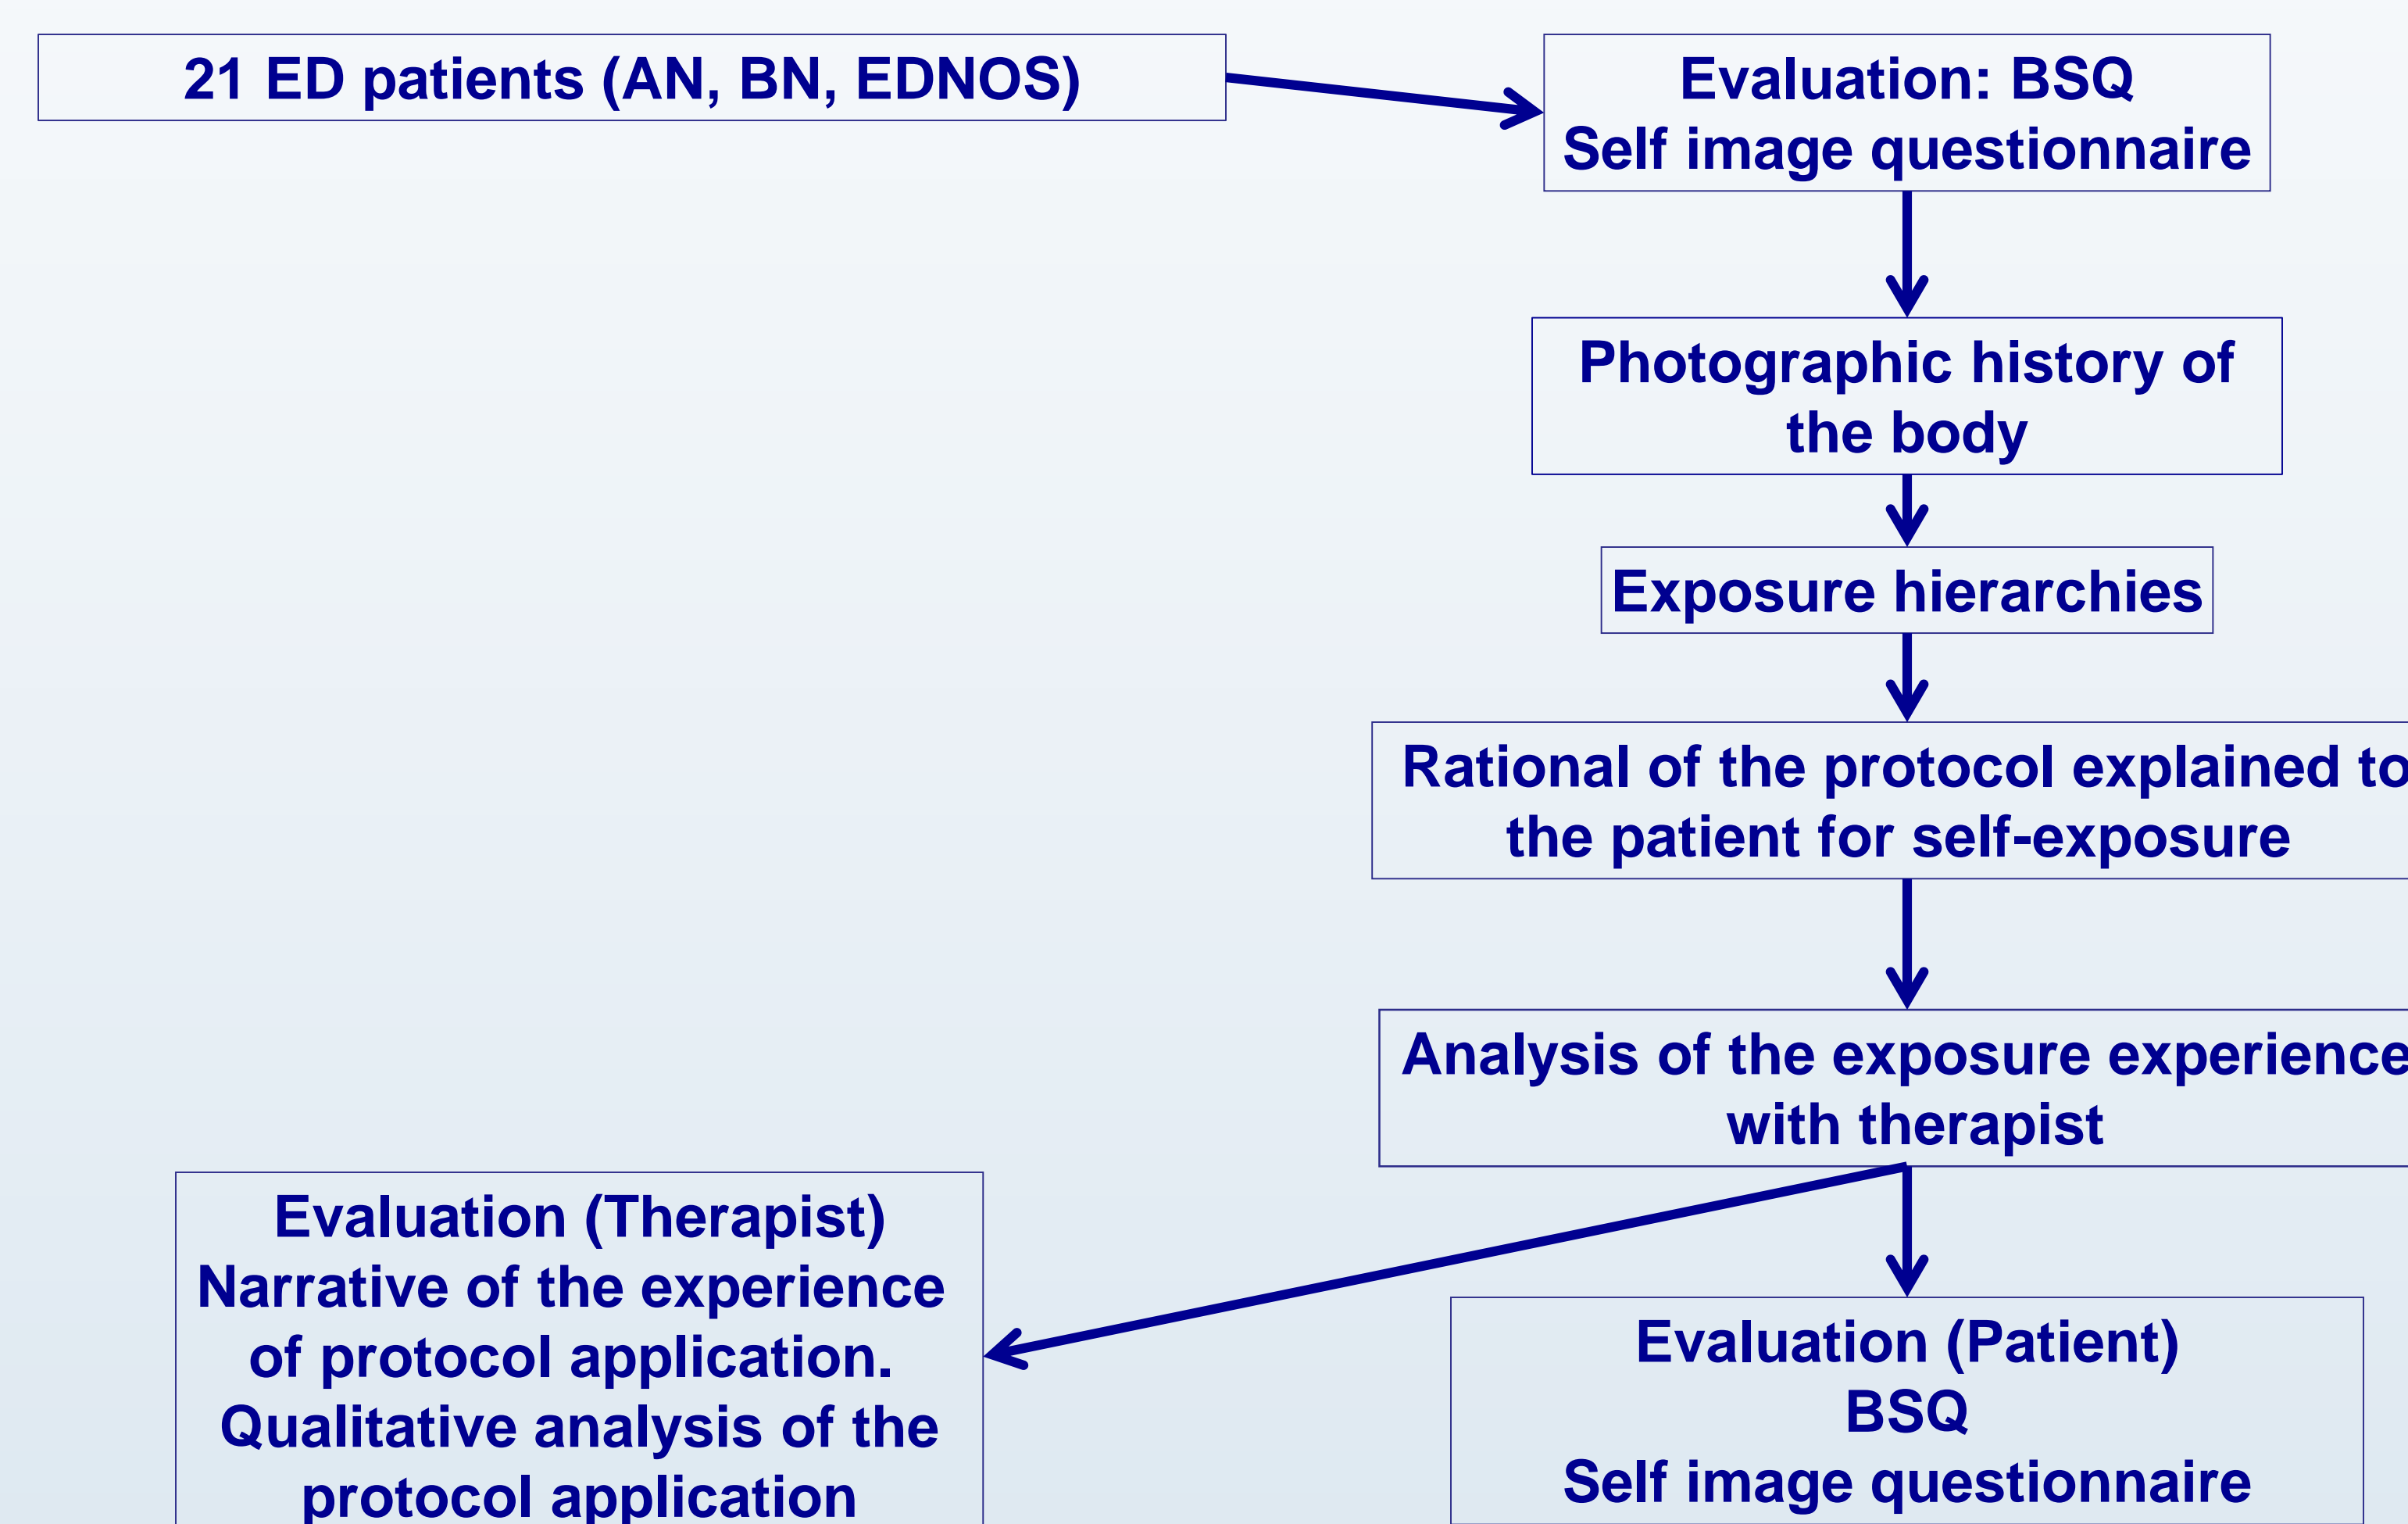 21 ED patients (AN, BN, EDNOS)
Evaluation: BSQ
Self image questionnaire
Photographic history of
the body
Exposure hierarchies
Rational of the protocol explained to
the patient for self-exposure
Analysis of the exposure experience
with therapist
Evaluation (Therapist)
Narrative of the experience
of protocol application.
Qualitative analysis of the
protocol application
Evaluation (Patient)
BSQ
Self image questionnaire